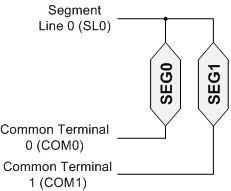 Segment
Line 0 (SL0)
SEG0
SEG1
Common Terminal
0 (COM0)
Common Terminal
1 (COM1)